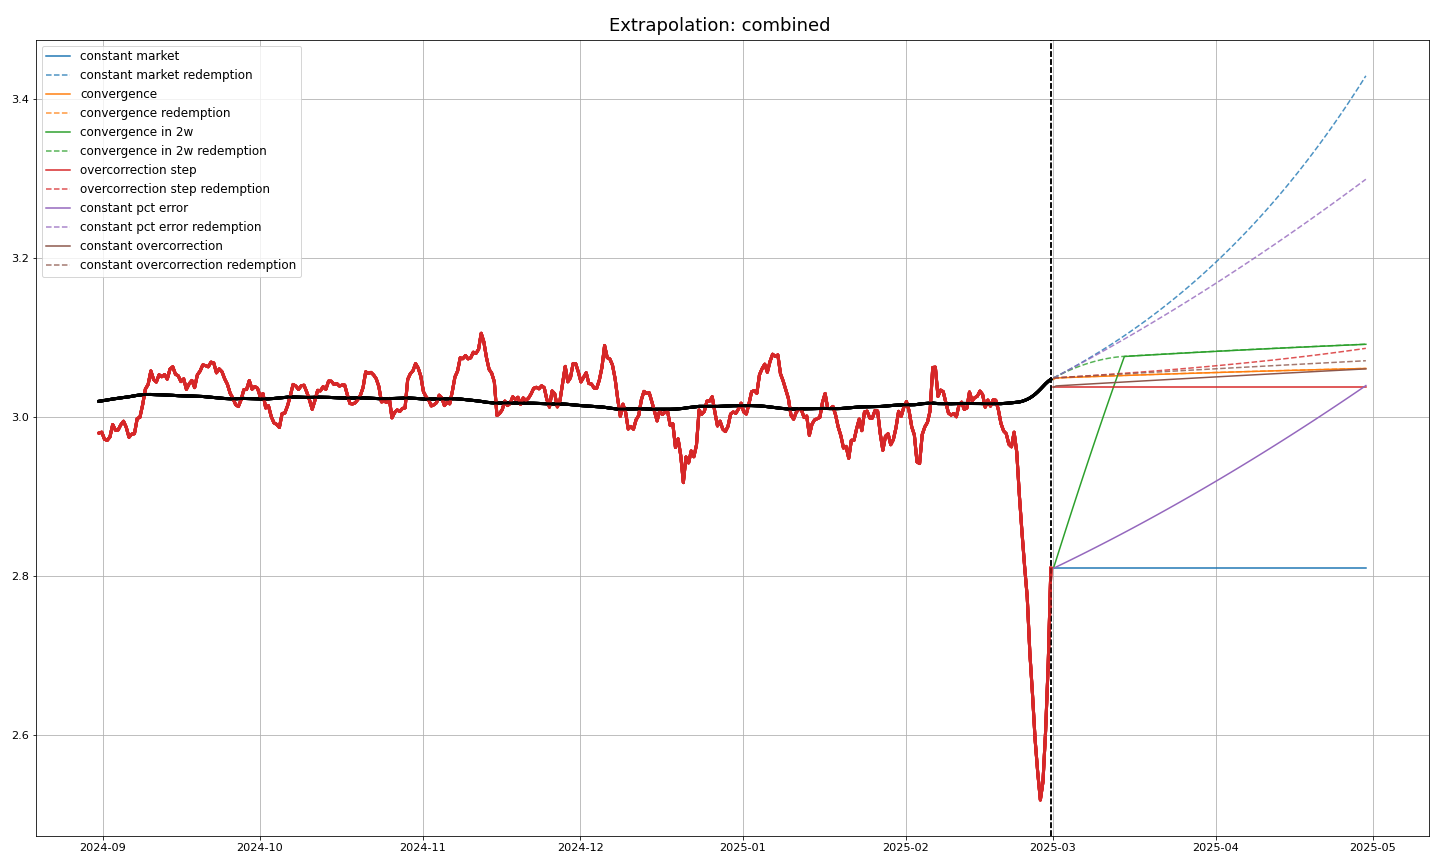 Extrapolation: combined
constant market
constant market redemption
convergence
convergence redemption
convergence in 2w
convergence in 2w redemption
overcorrection step
overcorrection step redemption
constant pct error
constant pct error redemption
constant overcorrection
constant overcorrection redemption
3.4
3.2
3.0
2.8
2.6
2024-09 2024-10 2024-11 2024-12 2025-01 2025-02 2025-03 2025-04 2025-05